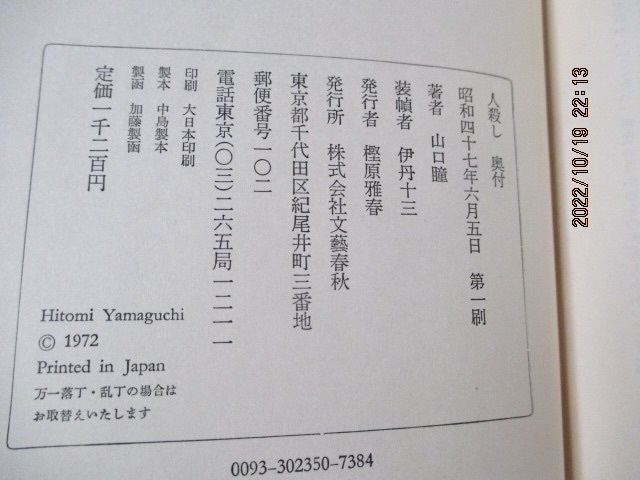 人殺し 奥付
昭和四十七年六月五日 第一刷
著者 山口瞳
装幀者 伊丹十三
発行者 樫原雅春
発行所 株式会社文藝春秋
東京都千代田区紀尾井町三番地
郵便番号一〇二
電話東京(〇三)二六五局一二一一
印刷 大日本印刷
製本 中島製本
製函 加藤製函
定価一千二百円
Hitomi Yamaguchi
© 1972
Printed in Japan
万一落丁・乱丁の場合は
お取替えいたします
0093-302350-7384
2022/10/19 22:13